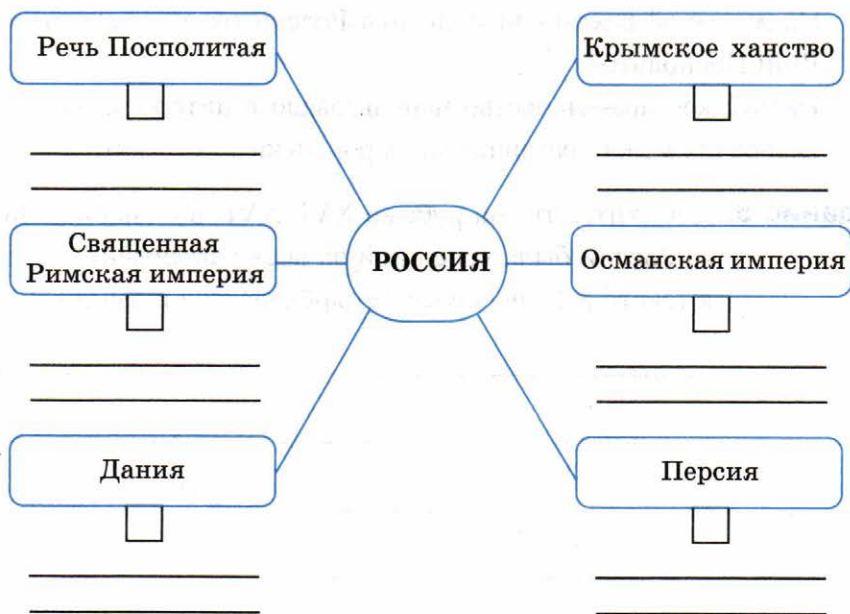 Речь Посполитая
Крымское ханство
Священная
Римская империя
РОССИЯ
Османская империя
Дания
Персия